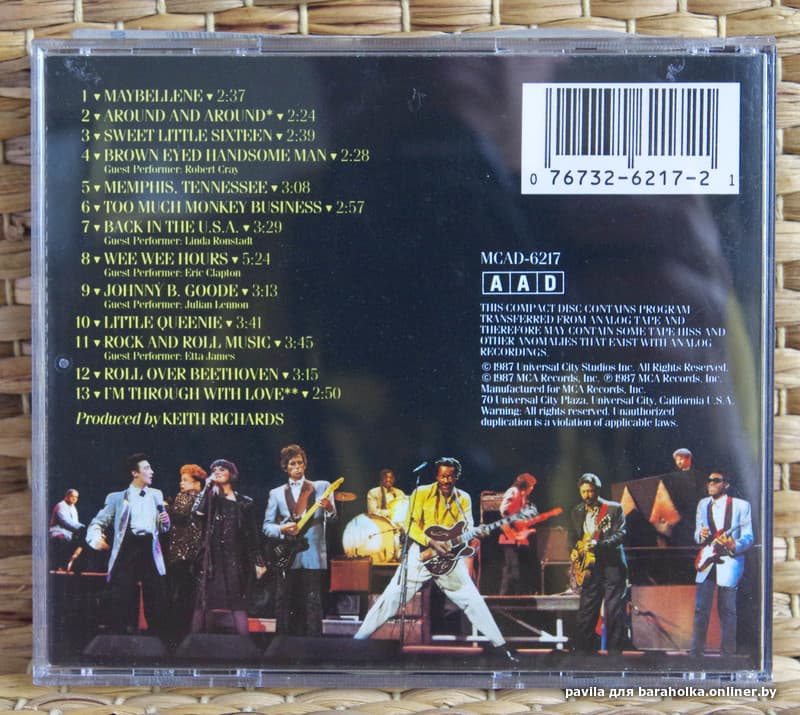 1 ▾ MAYBELLENE ▾ 2:37
2 ▾ AROUND AND AROUND* ▾ 2:24
3 ▾ SWEET LITTLE SIXTEEN ▾ 2:39
4 ▾ BROWN EYED HANDSOME MAN ▾ 2:28
Guest Performer: Robert Cray
5 ▾ MEMPHIS, TENNESSEE ▾ 3:08
6 ▾ TOO MUCH MONKEY BUSINESS ▾ 2:57
7 ▾ BACK IN THE U.S.A. ▾ 3:29
Guest Performer: Linda Ronstadt
8 ▾ WEE WEE HOURS ▾ 5:24
Guest Performer: Eric Clapton
9 ▾ JOHNNY B. GOODE ▾ 3:13
Guest Performer: Julian Lennon
10 ▾ LITTLE QUEENIE ▾ 3:41
11 ▾ ROCK AND ROLL MUSIC ▾ 3:45
Guest Performer: Etta James
12 ▾ ROLL OVER BEETHOVEN ▾ 3:15
13 ▾ I'M THROUGH WITH LOVE** ▾ 2:50
Produced by KEITH RICHARDS
0 76732-6217-2 1
MCAD-6217
A A D
THIS COMPACT DISC CONTAINS PROGRAM
TRANSFERRED FROM ANALOG TAPE AND
THEREFORE MAY CONTAIN SOME TAPE HISS AND
OTHER ANOMALIES THAT EXIST WITH ANALOG
RECORDINGS.
© 1987 Universal City Studios Inc. All Rights Reserved.
© 1987 MCA Records, Inc. ℗ 1987 MCA Records, Inc.
Manufactured for MCA Records, Inc.
70 Universal City Plaza, Universal City, California U.S.A.
Warning: All rights reserved. Unauthorized
duplication is a violation of applicable laws.
pavila для baraholka.onliner.by